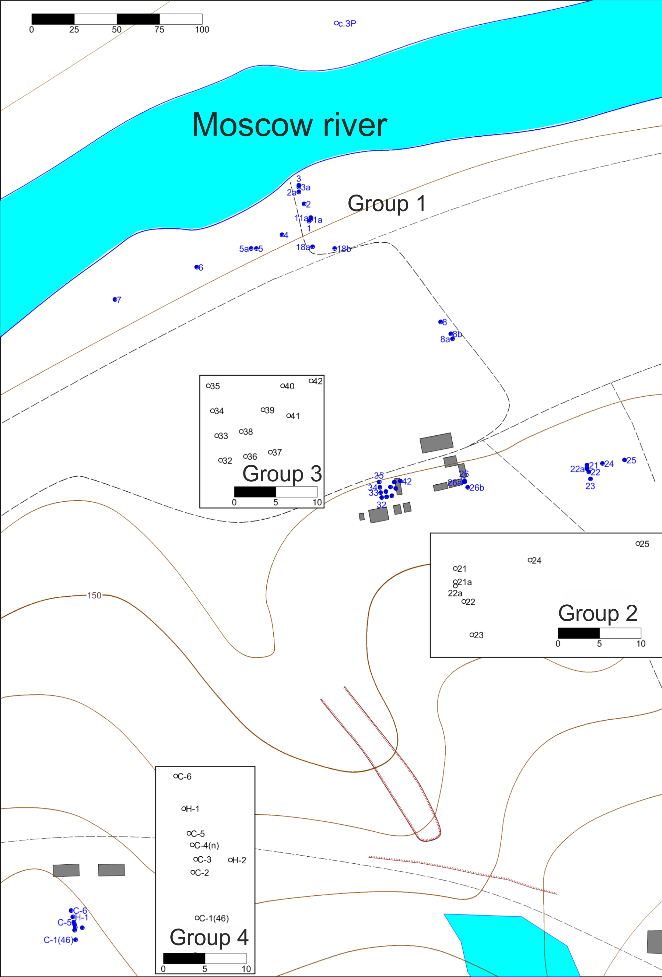 c.3P
0 25 50 75 100
Moscow river
3
3a
2a
2
Group 1
11a
1a
1
4
5a 5
18a
18b
6
7
8b
8a
35 40 42
34 39 41
33 38
32 36 37
Group 3
0 5 10
35
34
33
32
42
26
26b
21
22a
22
23
25
25
24
21
21a
22a
22
23
Group 2
0 5 10
150
C-6
H-1
C-5
C-4(n)
C-3 H-2
C-2
C-1(46)
Group 4
0 5 10
C-6
H-1
C-5
C-1(46)